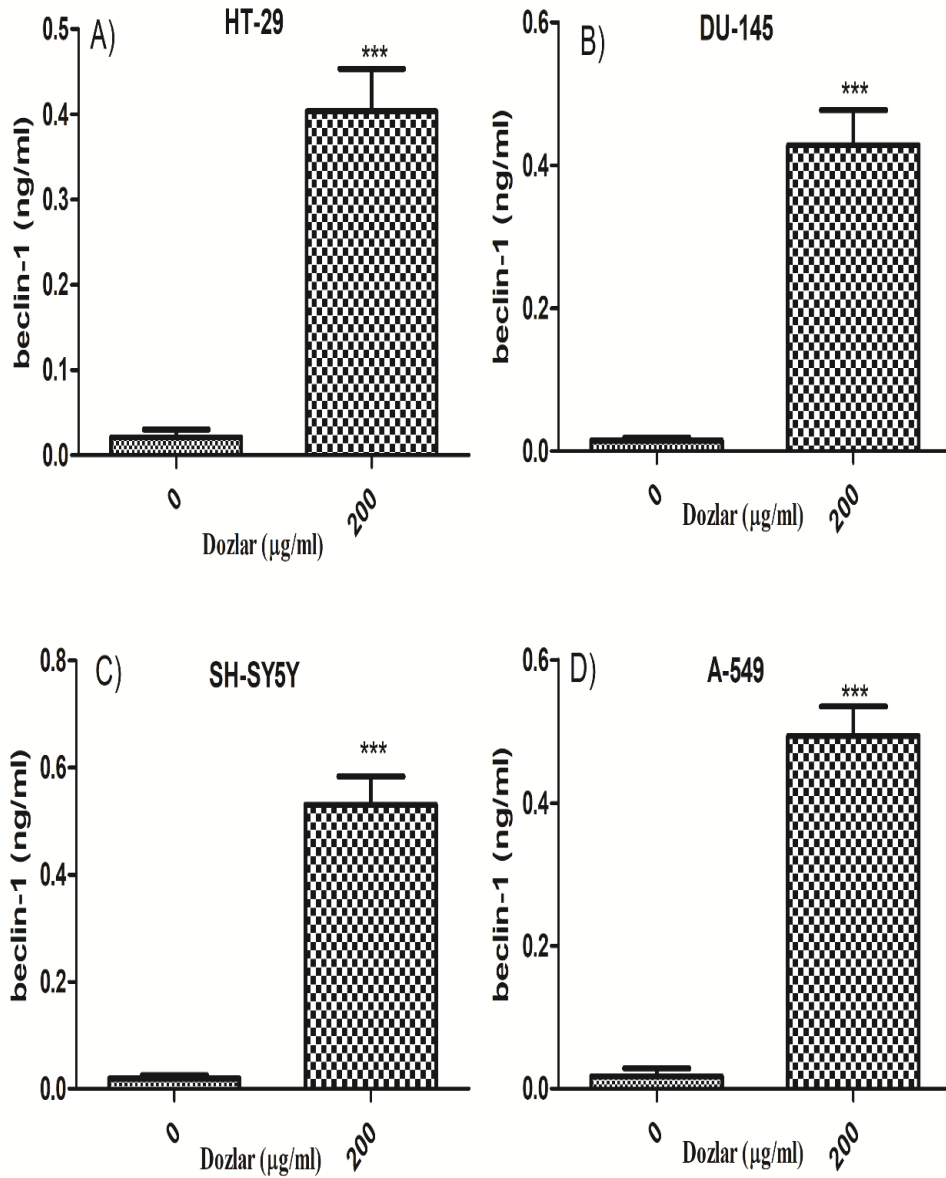 A)
HT-29
beclin-1 (ng/ml)
0.5
0.4
0.3
0.2
0.1
0.0
***
0
200
Dozlar (µg/ml)
B)
DU-145
beclin-1 (ng/ml)
0.6
0.4
0.2
0.0
***
0
200
Dozlar (µg/ml)
C)
SH-SY5Y
beclin-1 (ng/ml)
0.8
0.6
0.4
0.2
0.0
***
0
200
Dozlar (µg/ml)
D)
A-549
beclin-1 (ng/ml)
0.6
0.4
0.2
0.0
***
0
200
Dozlar (µg/ml)